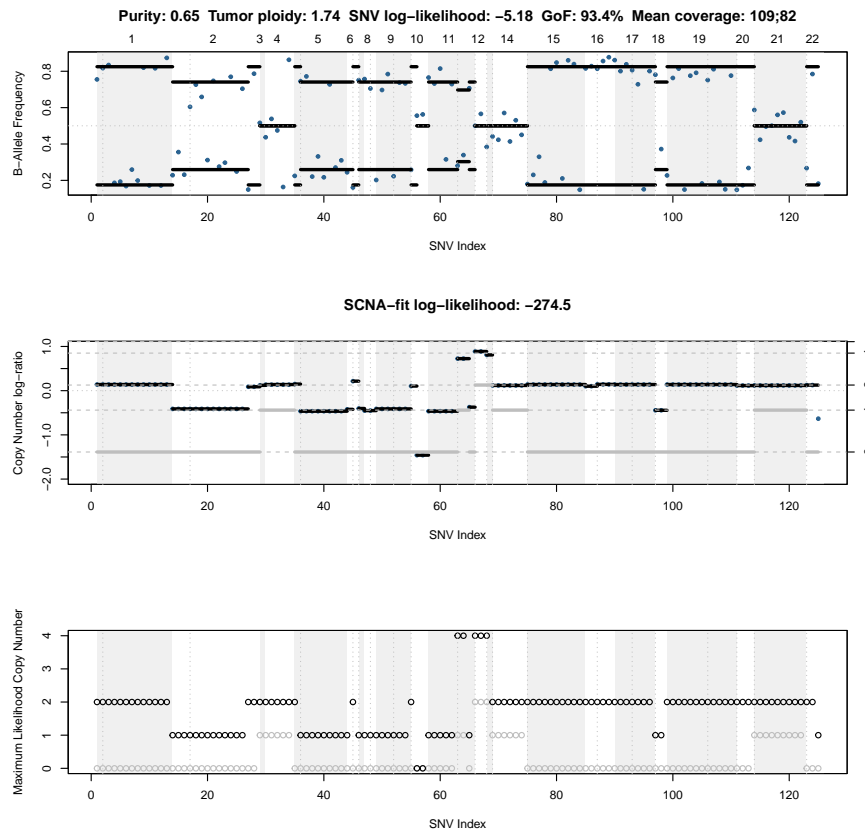 Purity: 0.65 Tumor ploidy: 1.74 SNV log−likelihood: −5.18 GoF: 93.4% Mean coverage: 109;82
1 2 3 4 5 6 8 9 10 11 12 14 15 16 17 18 19 20 21 22
B−Allele Frequency
0.8
0.6
0.4
0.2
0 20 40 60 80 100 120
SNV Index
SCNA−fit log−likelihood: −274.5
Copy Number log−ratio
1.0
0.0
−1.0
−2.0
0 20 40 60 80 100 120
SNV Index
Maximum Likelihood Copy Number
4
3
2
1
0
0 20 40 60 80 100 120
SNV Index